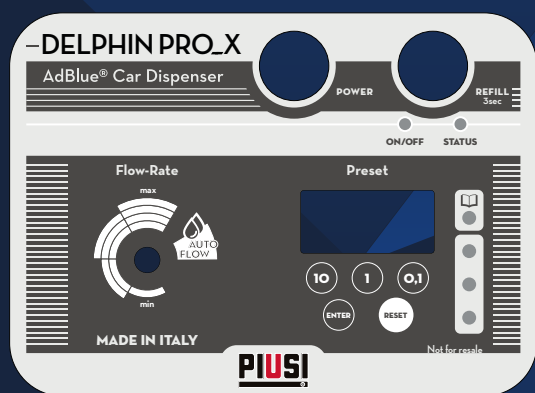 DELPHIN PRO_X
AdBlue® Car Dispenser
POWER
REFILL
3sec
ON/OFF
STATUS
Flow-Rate
Preset
max
AUTO
FLOW
min
10
1
0,1
ENTER
RESET
MADE IN ITALY
Not for resale
PIUSI